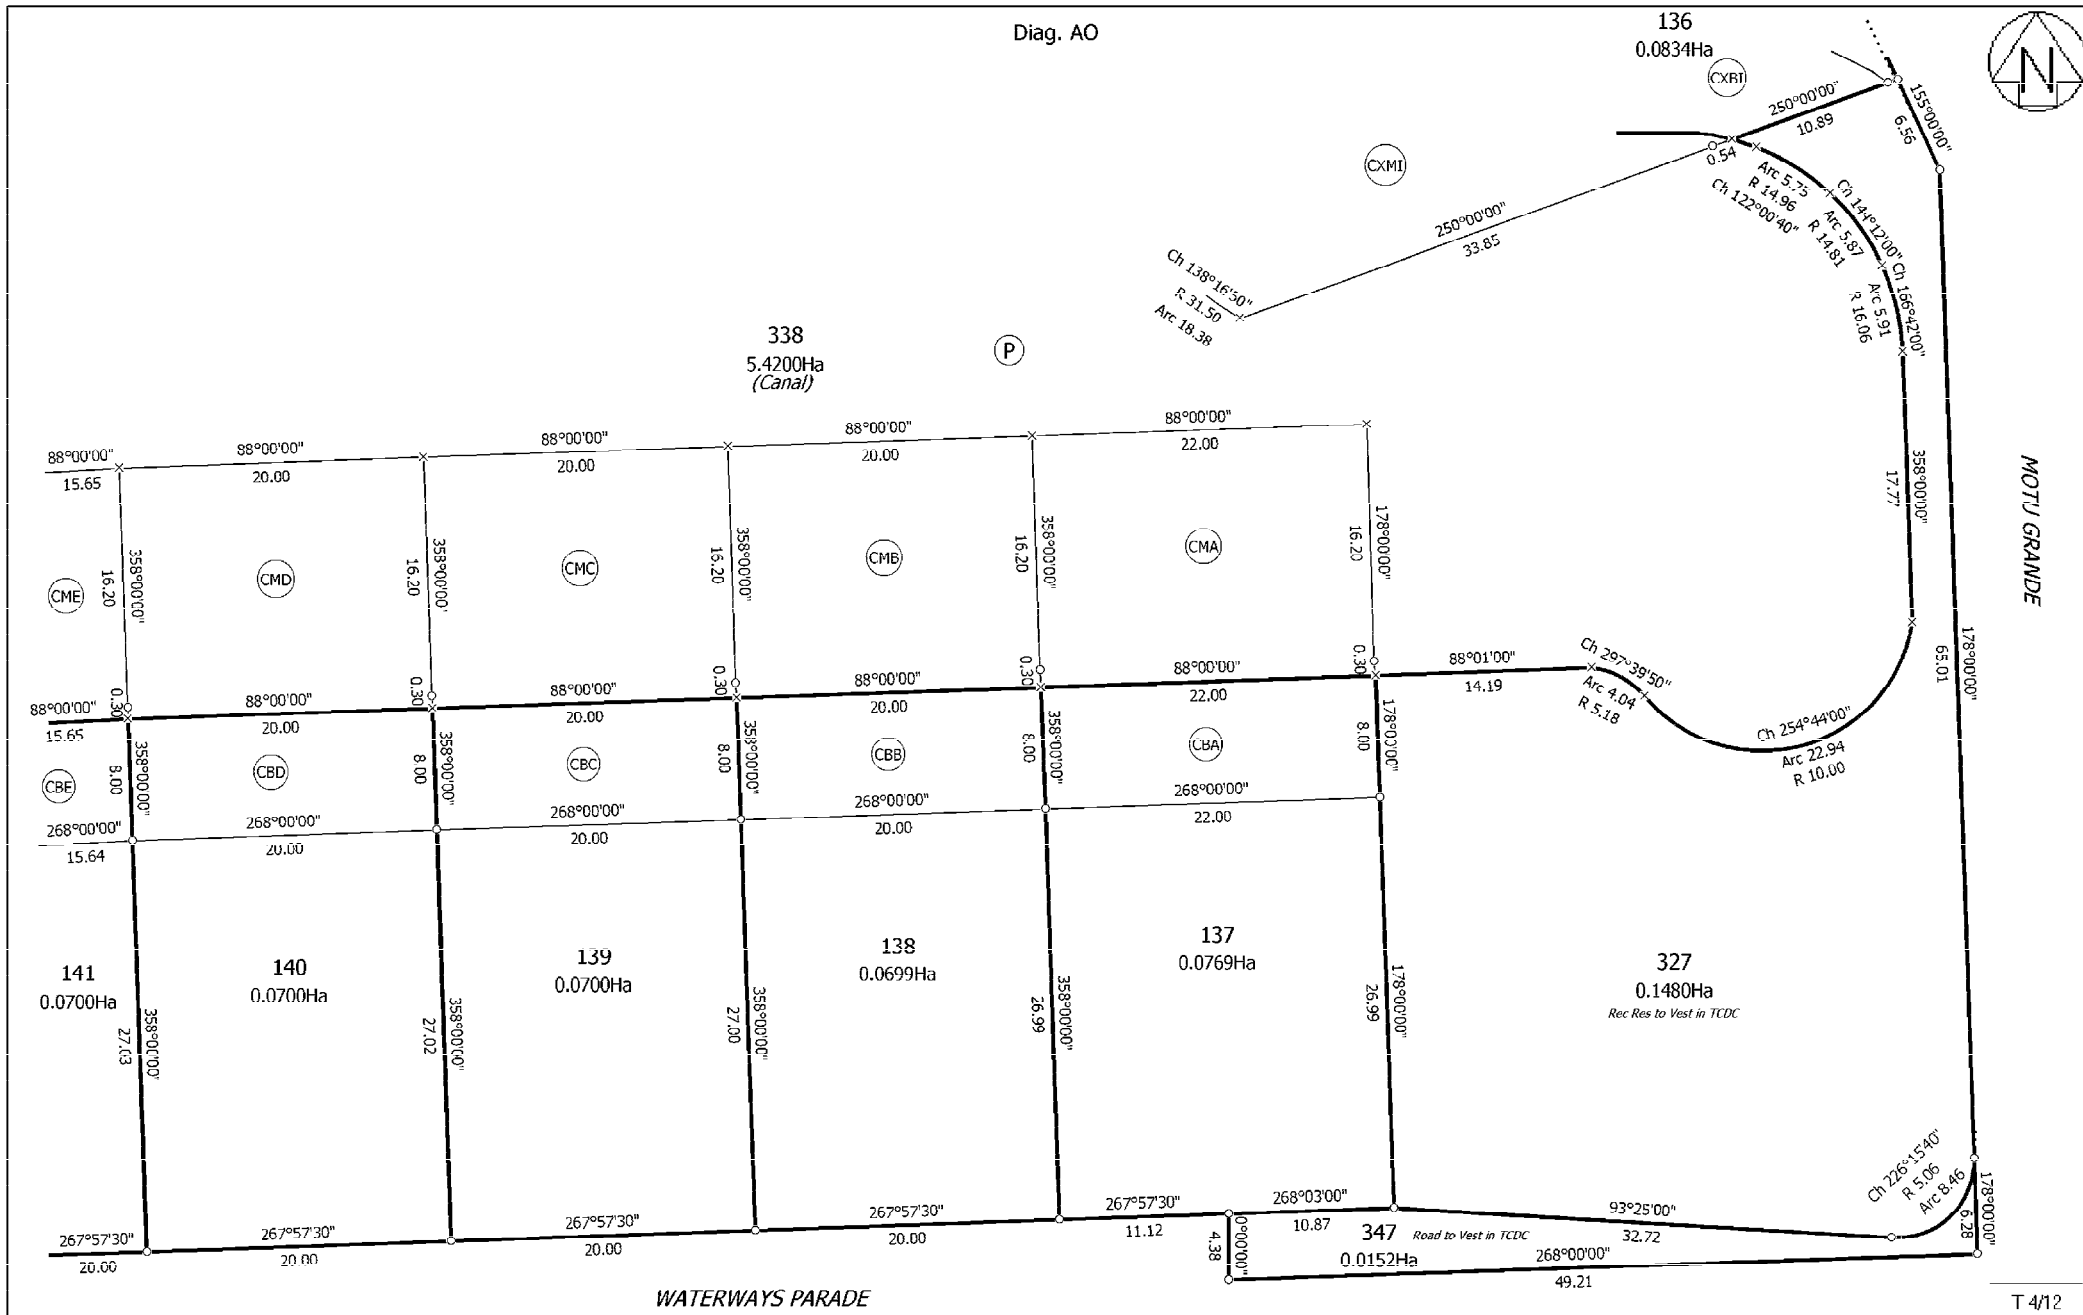 Diag. AO
136
0.0834Ha
CXBI
N
250°00'00"
10.89
155°00'00"
6.56
CXMI
0.54
Arc 5.75
R 14.96
Ch 122°00'40"
Ch 144°12'00"
Arc 5.87
R 14.81
Ch 166°42'00"
Arc 5.91
R 16.06
250°00'00"
33.85
Ch 138°16'50"
R 31.50
Arc 18.38
338
5.4200Ha
(Canal)
P
88°00'00"
15.65
88°00'00"
20.00
88°00'00"
20.00
88°00'00"
20.00
88°00'00"
22.00
358°00'00"
17.77
MOTU GRANDE
358°00'00"
16.20
358°00'00"
16.20
358°00'00"
16.20
358°00'00"
16.20
178°00'00"
16.20
CME
CMD
CMC
CMB
CMA
178°00'00"
65.01
0.30
0.30
0.30
0.30
0.30
88°00'00"
15.65
88°00'00"
20.00
88°00'00"
20.00
88°00'00"
20.00
88°00'00"
22.00
88°01'00"
14.19
Ch 297°39'50"
Arc 4.04
R 5.18
Ch 254°44'00"
Arc 22.94
R 10.00
358°00'00"
8.00
358°00'00"
8.00
358°00'00"
8.00
358°00'00"
8.00
178°00'00"
8.00
CBE
CBD
CBC
CBB
CBA
268°00'00"
15.64
268°00'00"
20.00
268°00'00"
20.00
268°00'00"
20.00
268°00'00"
22.00
141
0.0700Ha
140
0.0700Ha
139
0.0700Ha
138
0.0699Ha
137
0.0769Ha
327
0.1480Ha
Rec Res to Vest in TCDC
358°00'00"
27.03
358°00'00"
27.02
358°00'00"
27.00
358°00'00"
26.99
178°00'00"
26.99
Ch 226°15'40"
R 5.06
Arc 8.46
178°00'00"
6.28
267°57'30"
20.00
267°57'30"
20.00
267°57'30"
20.00
267°57'30"
20.00
267°57'30"
11.12
268°03'00"
10.87
93°25'00"
32.72
0°00'00"
4.38
347
Road to Vest in TCDC
0.0152Ha
268°00'00"
49.21
WATERWAYS PARADE
T 4/12